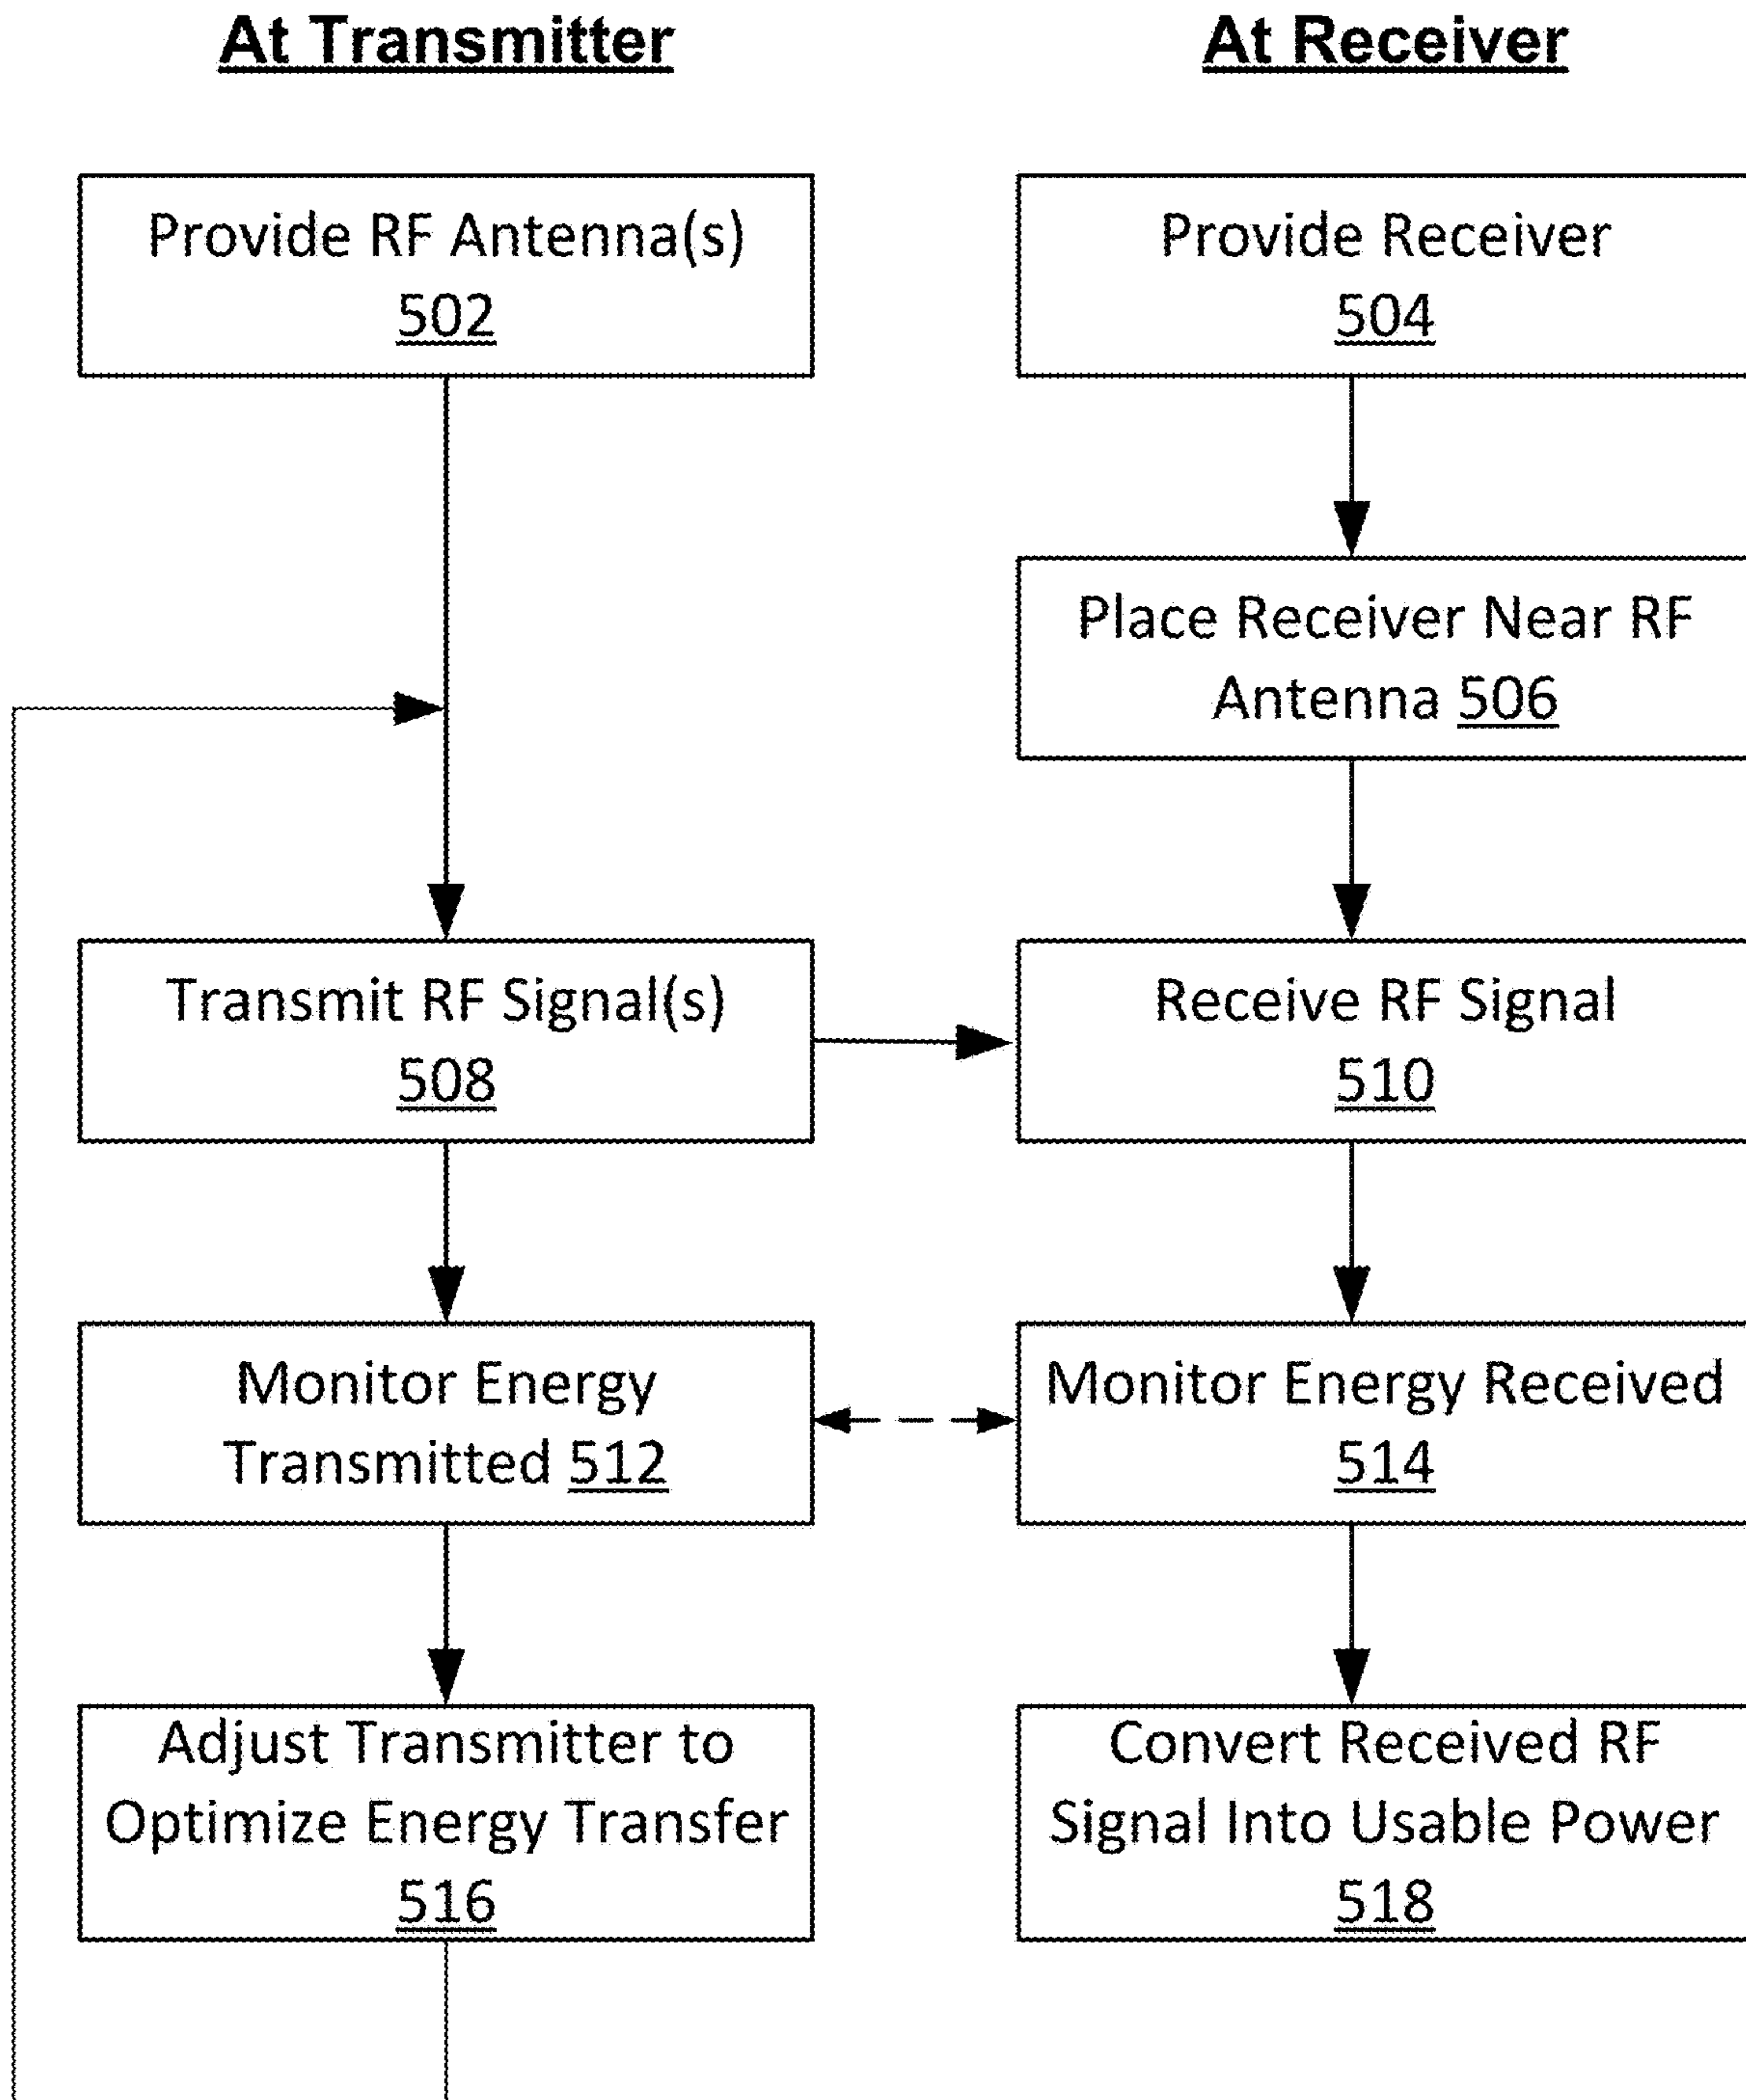 At Transmitter
At Receiver
Provide RF Antenna(s)
502
Provide Receiver
504
Place Receiver Near RF
Antenna 506
Transmit RF Signal(s)
508
Receive RF Signal
510
Monitor Energy
Transmitted 512
Monitor Energy Received
514
Adjust Transmitter to
Optimize Energy Transfer
516
Convert Received RF
Signal Into Usable Power
518